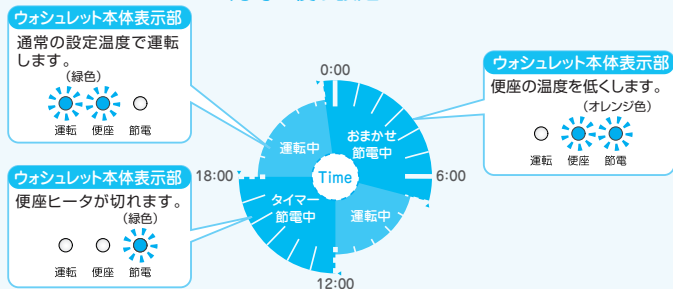 ウォシュレット本体表示部
通常の設定温度で運転
します。
(緑色)
運転 便座 節電
ウォシュレット本体表示部
便座ヒータが切れます。
(緑色)
運転 便座 節電
0:00
おまかせ
節電中
運転中
18:00
Time
6:00
タイマー
節電中
運転中
12:00
ウォシュレット本体表示部
便座の温度を低くします。
(オレンジ色)
運転 便座 節電